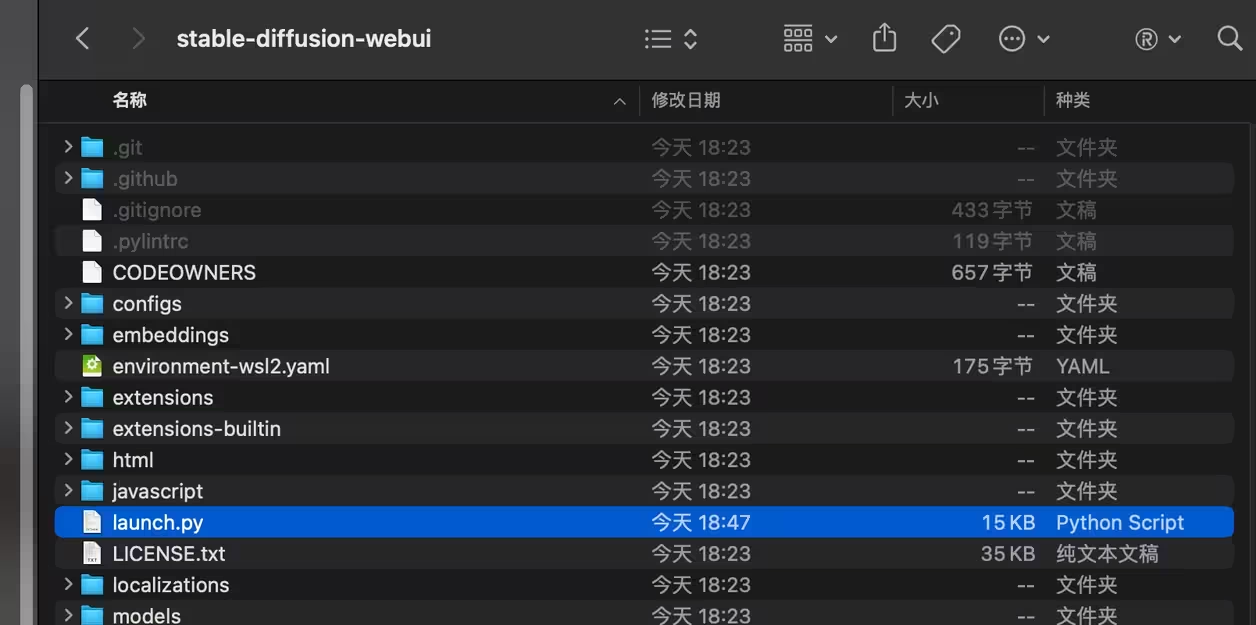 stable-diffusion-webui
名称 修改日期 大小 种类
.git 今天 18:23 -- 文件夹
.github 今天 18:23 -- 文件夹
.gitignore 今天 18:23 433 字节 文稿
.pylintrc 今天 18:23 119 字节 文稿
CODEOWNERS 今天 18:23 657 字节 文稿
configs 今天 18:23 -- 文件夹
embeddings 今天 18:23 -- 文件夹
environment-wsl2.yaml 今天 18:23 175 字节 YAML
extensions 今天 18:23 -- 文件夹
extensions-builtin 今天 18:23 -- 文件夹
html 今天 18:23 -- 文件夹
javascript 今天 18:23 -- 文件夹
launch.py 今天 18:47 15 KB Python Script
LICENSE.txt 今天 18:23 35 KB 纯文本文稿
localizations 今天 18:23 -- 文件夹
models 今天 18:23 -- 文件夹